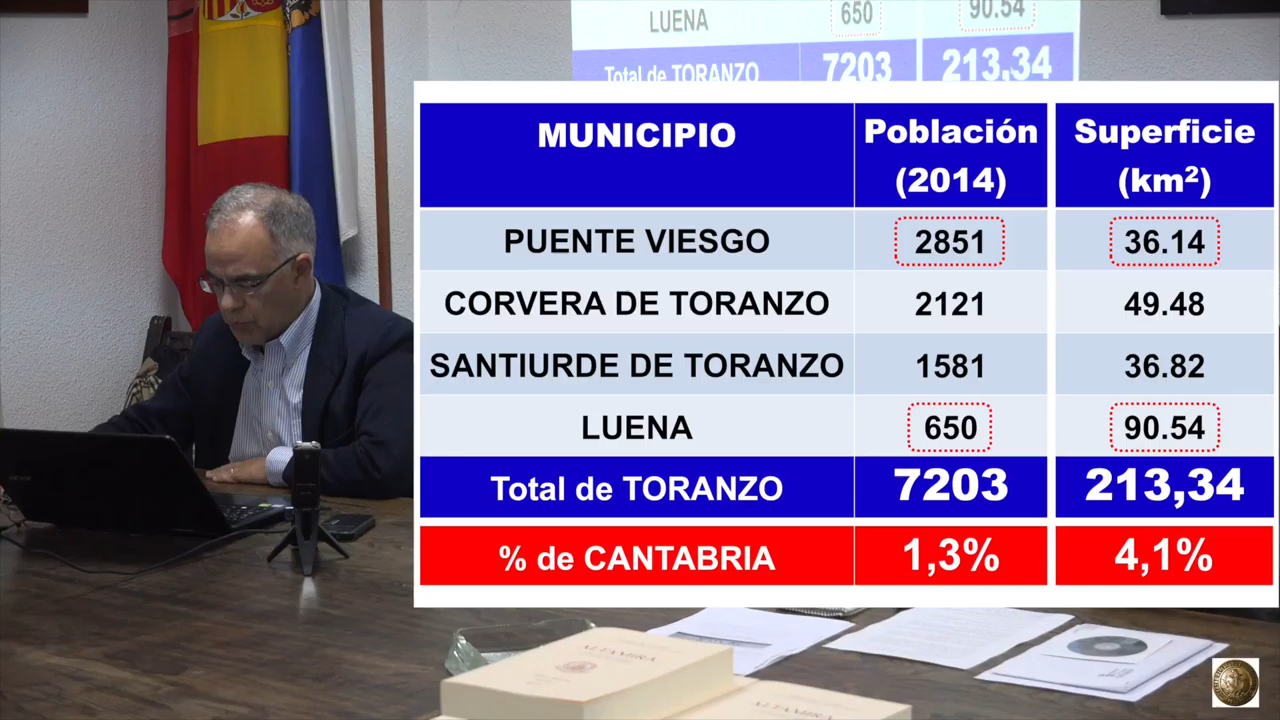 LUENA 650 90.54
Total de TORANZO 7203 213,34
MUNICIPIO Población (2014) Superficie (km²)
PUENTE VIESGO 2851 36.14
CORVERA DE TORANZO 2121 49.48
SANTIURDE DE TORANZO 1581 36.82
LUENA 650 90.54
Total de TORANZO 7203 213,34
% de CANTABRIA 1,3% 4,1%
ALTAMIRA
ALTAMIRA